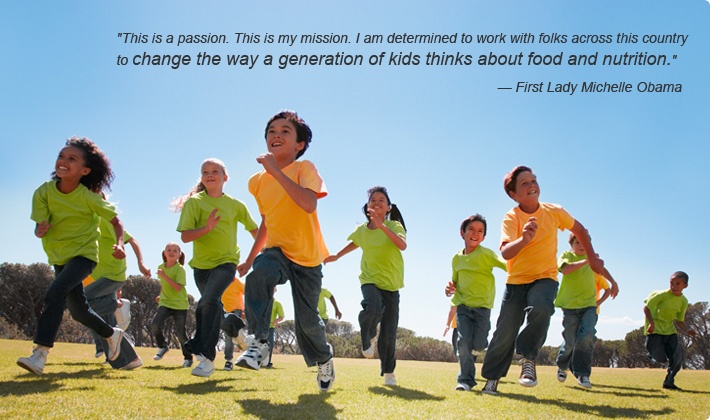 "This is a passion. This is my mission. I am determined to work with folks across this country
to change the way a generation of kids thinks about food and nutrition."
— First Lady Michelle Obama